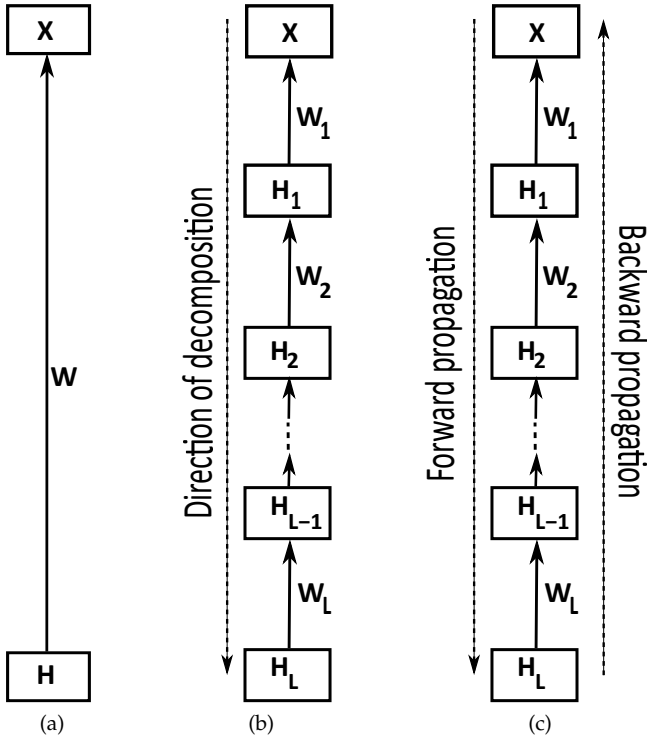 X
W
H
(a)
Direction of decomposition
X
W1
H1
W2
H2
HL−1
WL
HL
(b)
Forward propagation
X
W1
H1
W2
H2
HL−1
WL
HL
Backward propagation
(c)